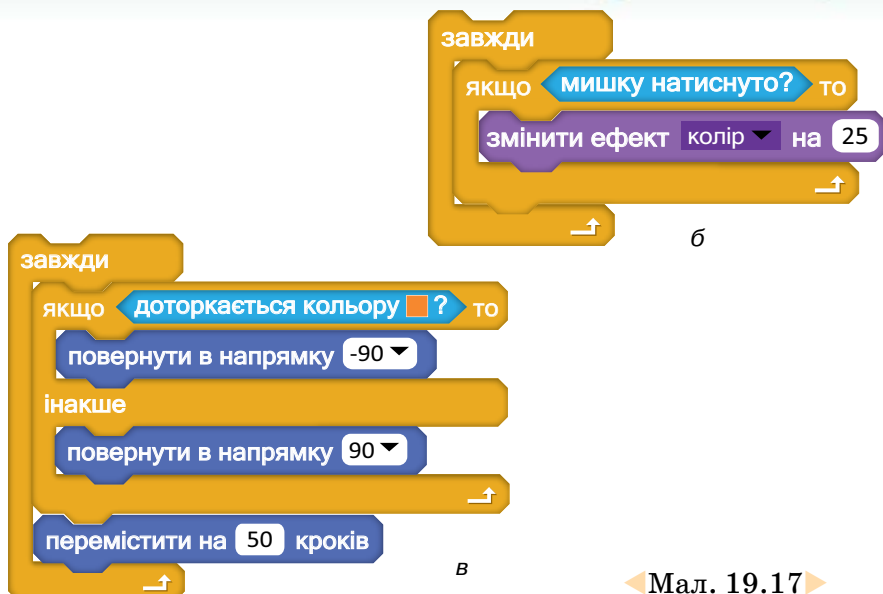 завжди
якщо мишку натиснуто? то
змінити ефект колір на 25
б
завжди
якщо доторкається кольору ? то
повернути в напрямку -90
інакше
повернути в напрямку 90
перемістити на 50 кроків
в
Мал. 19.17